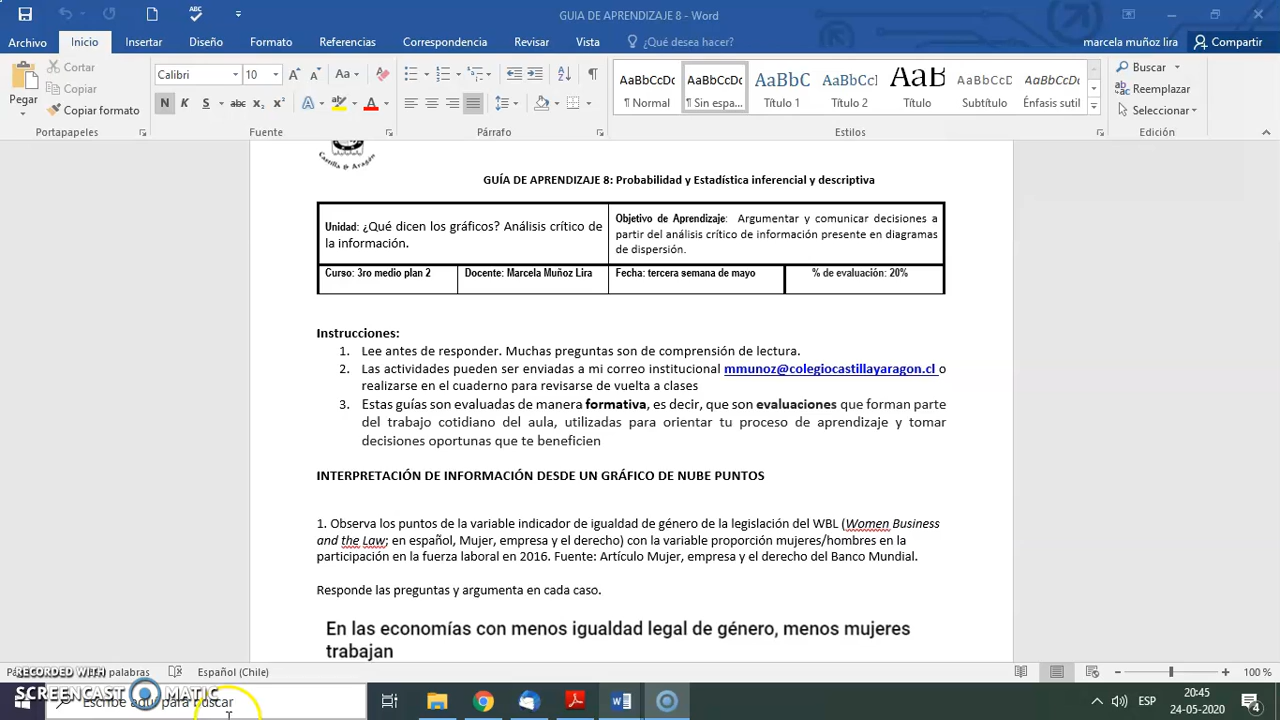 GUIA DE APRENDIZAJE 8 - Word
Archivo Inicio Insertar Diseño Formato Referencias Correspondencia Revisar Vista ¿Qué desea hacer? marcela muñoz lira Compartir
Pegar
Cortar
Copiar
Copiar formato
Portapapeles
Calibri 10
Fuente
Párrafo
AaBbCcDc
¶ Normal
AaBbCcDc
¶ Sin espa...
AaBbC
Título 1
AaBbCcI
Título 2
AaB
Título
AaBbCcD
Subtítulo
AaBbCcDc
Énfasis sutil
Estilos
Buscar
Reemplazar
Seleccionar
Edición
Castilla & Aragón
GUÍA DE APRENDIZAJE 8: Probabilidad y Estadística inferencial y descriptiva
Unidad: ¿Qué dicen los gráficos? Análisis crítico de
la información.
Objetivo de Aprendizaje: Argumentar y comunicar decisiones a
partir del análisis crítico de información presente en diagramas
de dispersión.
Curso: 3ro medio plan 2 Docente: Marcela Muñoz Lira Fecha: tercera semana de mayo % de evaluación: 20%
Instrucciones:
1. Lee antes de responder. Muchas preguntas son de comprensión de lectura.
2. Las actividades pueden ser enviadas a mi correo institucional mmunoz@colegiocastillayaragon.cl o
realizarse en el cuaderno para revisarse de vuelta a clases
3. Estas guías son evaluadas de manera formativa, es decir, que son evaluaciones que forman parte
del trabajo cotidiano del aula, utilizadas para orientar tu proceso de aprendizaje y tomar
decisiones oportunas que te beneficien
INTERPRETACIÓN DE INFORMACIÓN DESDE UN GRÁFICO DE NUBE PUNTOS
1. Observa los puntos de la variable indicador de igualdad de género de la legislación del WBL (Women Business
and the Law; en español, Mujer, empresa y el derecho) con la variable proporción mujeres/hombres en la
participación en la fuerza laboral en 2016. Fuente: Artículo Mujer, empresa y el derecho del Banco Mundial.
Responde las preguntas y argumenta en cada caso.
En las economías con menos igualdad legal de género, menos mujeres
trabajan
palabras Español (Chile) 100 %
RECORDED WITH
SCREENCAST MATIC
Escribe aquí para buscar
ESP
20:45
24-05-2020
4